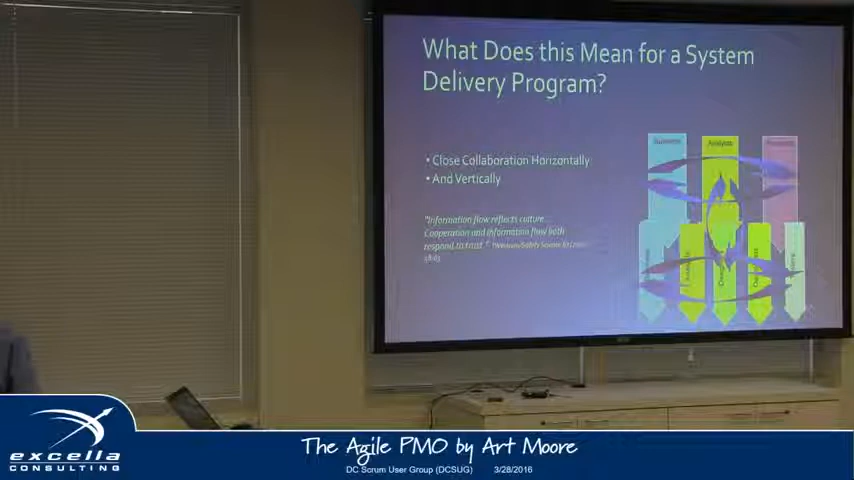 What Does this Mean for a System
Delivery Program?
• Close Collaboration Horizontally
• And Vertically
"Information flow reflects culture...
Cooperation and information flow both
respond to trust."
Analysts
excella
CONSULTING
The Agile PMO by Art Moore
DC Scrum User Group (DCSUG) 3/28/2016